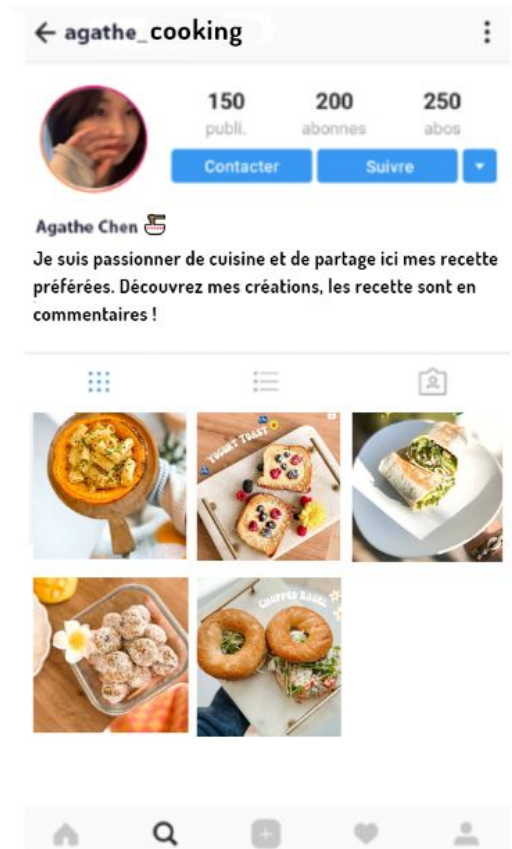 agathe_cooking
150 200 250
publi. abonnes abos
Contacter Suivre
Agathe Chen
Je suis passionner de cuisine et de partage ici mes recette
préférées. Découvrez mes créations, les recette sont en
commentaires !
YOGURT TOAST
CHOPPED BAGEL